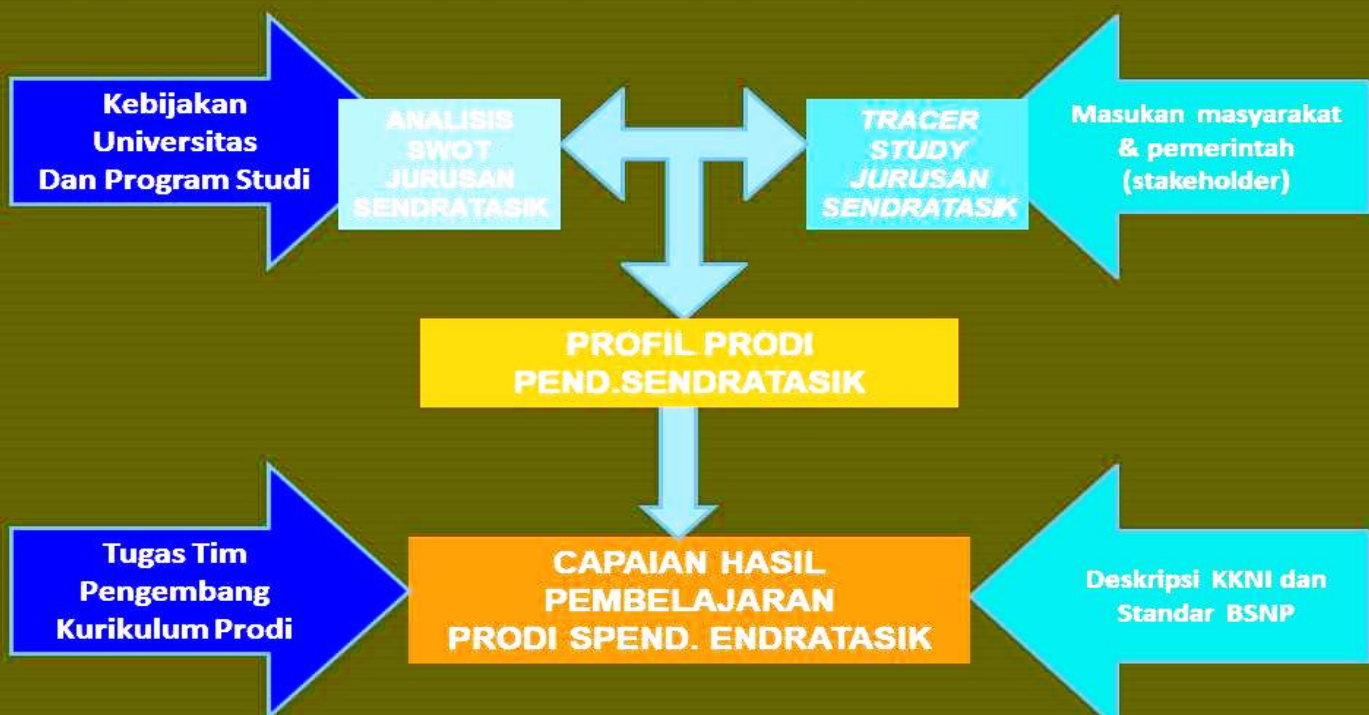 Kebijakan
Universitas
Dan Program Studi
ANALISIS
SWOT
JURUSAN
SENDRATASIK
TRACER
STUDY
JURUSAN
SENDRATASIK
Masukan masyarakat
& pemerintah
(stakeholder)
PROFIL PRODI
PEND.SENDRATASIK
Tugas Tim
Pengembang
Kurikulum Prodi
CAPAIAN HASIL
PEMBELAJARAN
PRODI SPEND. ENDRATASIK
Deskripsi KKNI dan
Standar BSNP